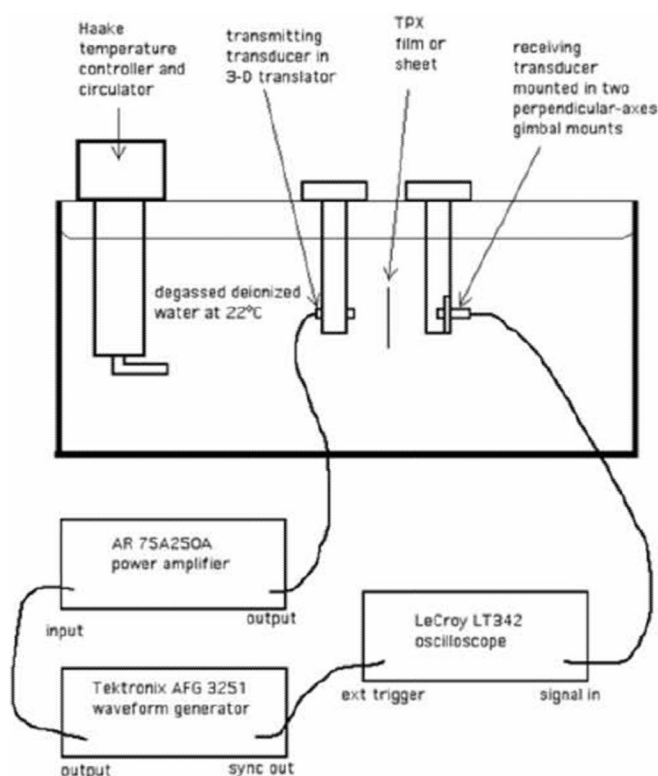 Haake
temperature
controller and
circulator
transmitting
transducer in
3-D translator
TPX
film or
sheet
receiving
transducer
mounted in two
perpendicular-axes
gimbal mounts
degassed deionized
water at 22°C
AR 75A250A
power amplifier
input
output
LeCroy LT342
oscilloscope
ext trigger
signal in
Tektronix AFG 3251
waveform generator
output
sync out